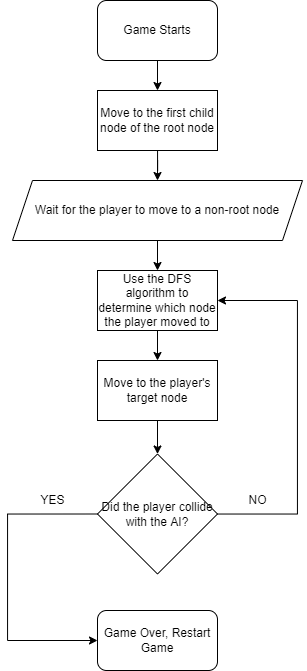 Game Starts
Move to the first child
node of the root node
Wait for the player to move to a non-root node
Use the DFS
algorithm to
determine which node
the player moved to
Move to the player's
target node
Did the player collide
with the AI?
YES
NO
Game Over, Restart
Game